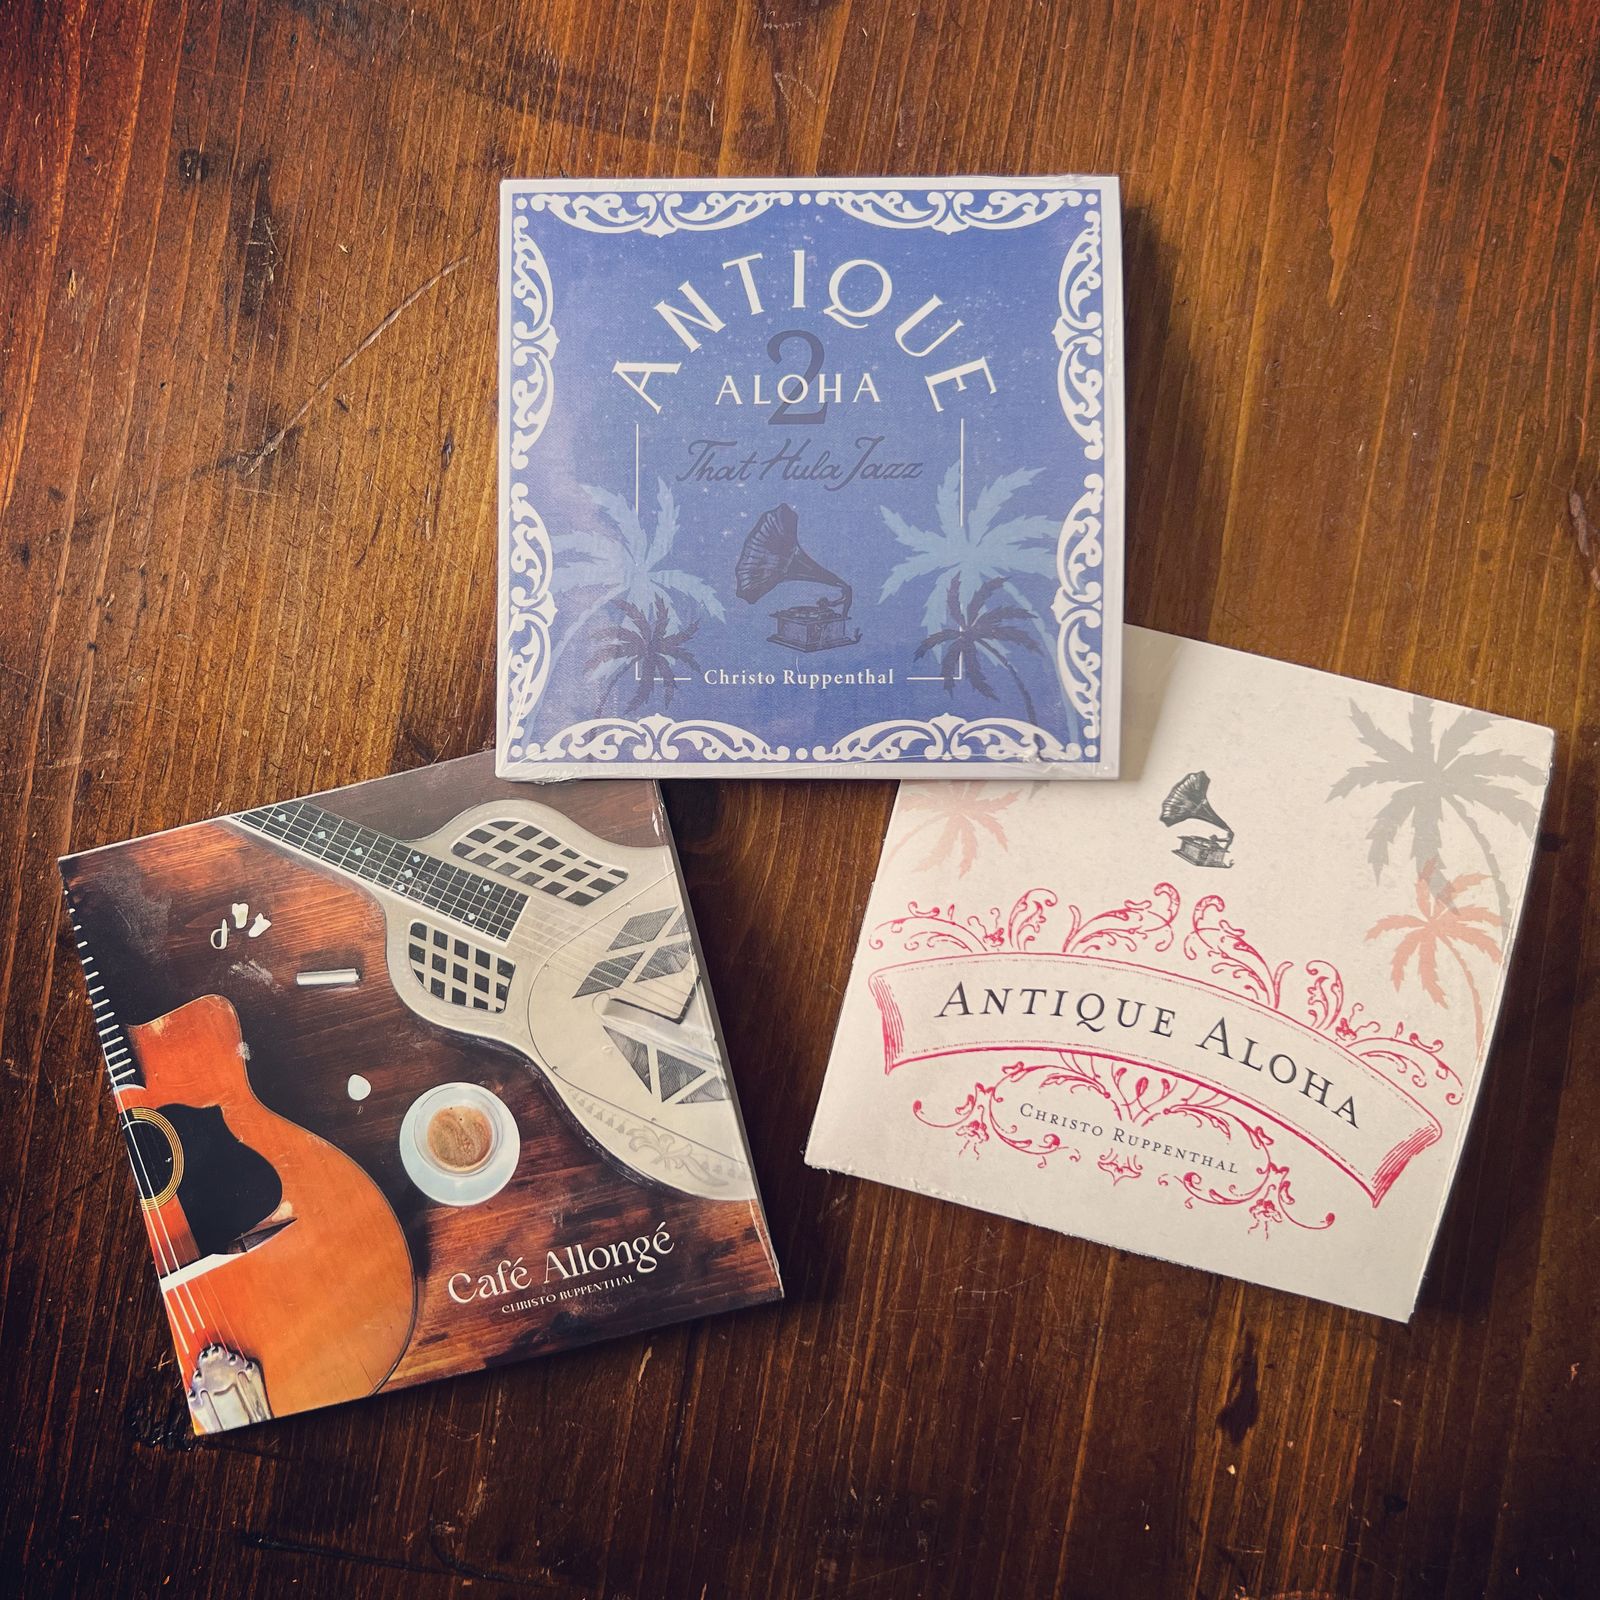 ANTIQUE
2
ALOHA
That Hula Jazz
Christo Ruppenthal
Café Allongé
CHRISTO RUPPENTHAL
ANTIQUE ALOHA
CHRISTO RUPPENTHAL